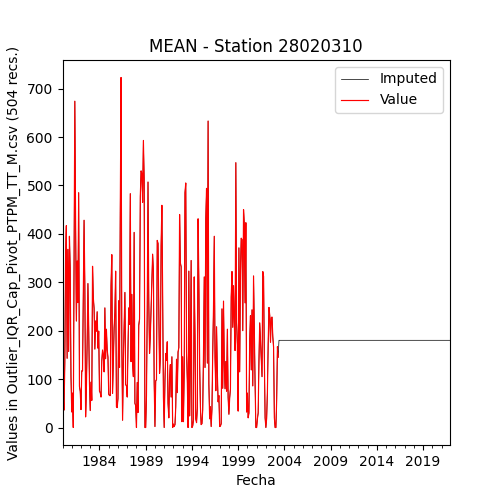 MEAN - Station 28020310
Imputed
Value
Values in Outlier_IQR_Cap_Pivot_PTPM_TT_M.csv (504 recs.)
700
600
500
400
300
200
100
0
1984 1989 1994 1999 2004 2009 2014 2019
Fecha